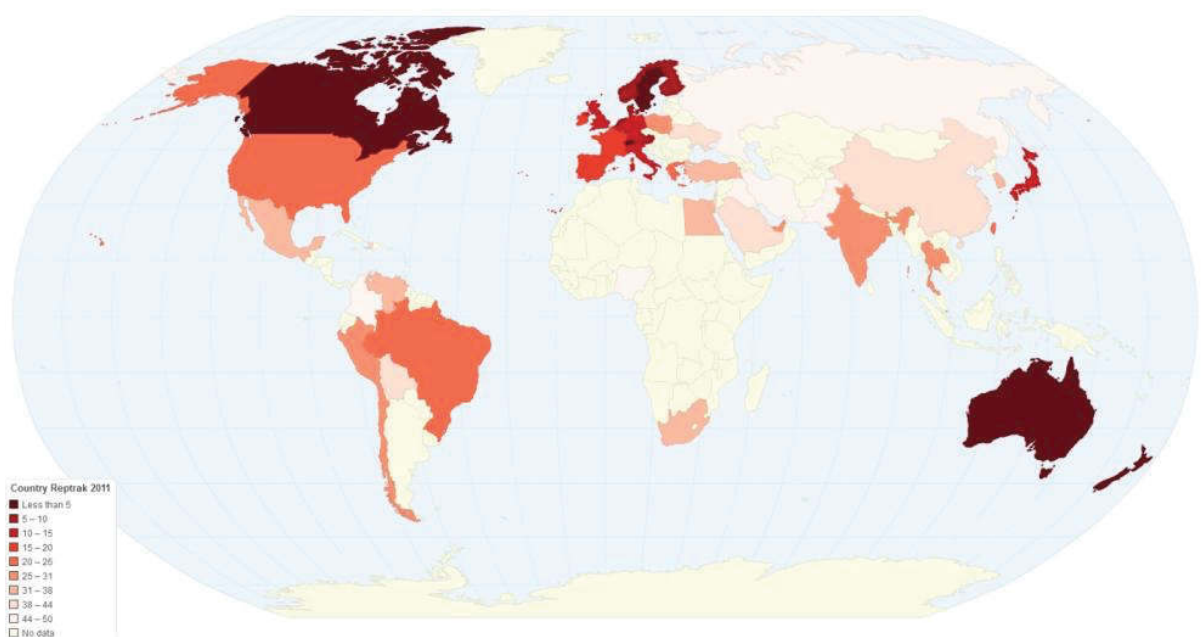 Country Reptrak 2011
Less than 5
5 – 10
10 – 15
15 – 20
20 – 26
25 – 31
31 – 38
38 – 44
44 – 50
No data